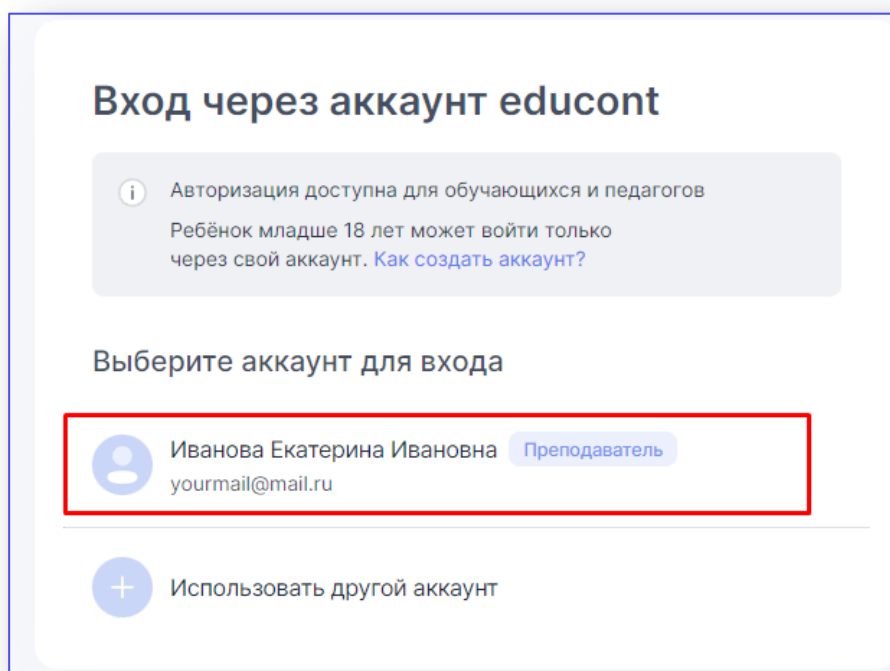 Вход через аккаунт educont
i
Авторизация доступна для обучающихся и педагогов
Ребёнок младше 18 лет может войти только
через свой аккаунт. Как создать аккаунт?
Выберите аккаунт для входа
Иванова Екатерина Ивановна Преподаватель
yourmail@mail.ru
Использовать другой аккаунт